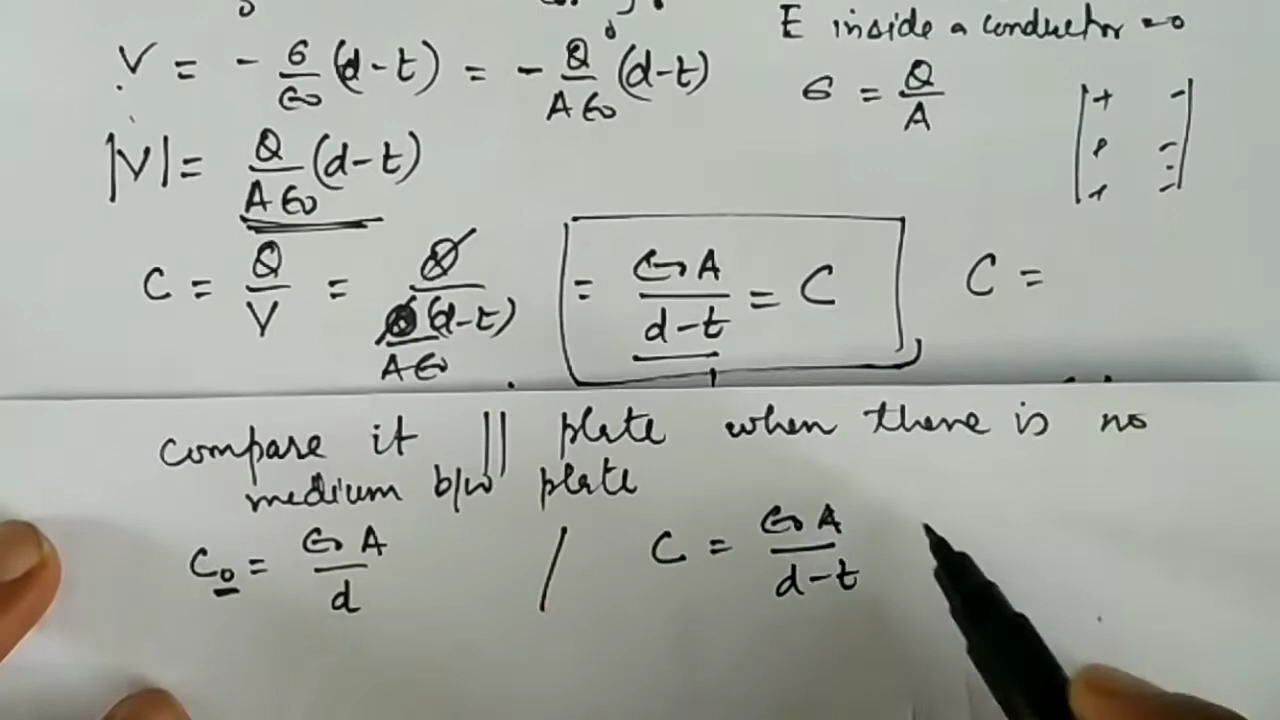 E inside a conductor = 0
V = - σ/ε0 (d-t) = - Q/Aε0 (d-t)
σ = Q/A
|V| = Q/Aε0 (d-t)
C = Q/V = Q/(Q(d-t)/Aε0) = ε0A/(d-t) = C
C =
compare it || plate when there is no
medium b/w plate
C0 = ε0A/d / C = ε0A/(d-t)